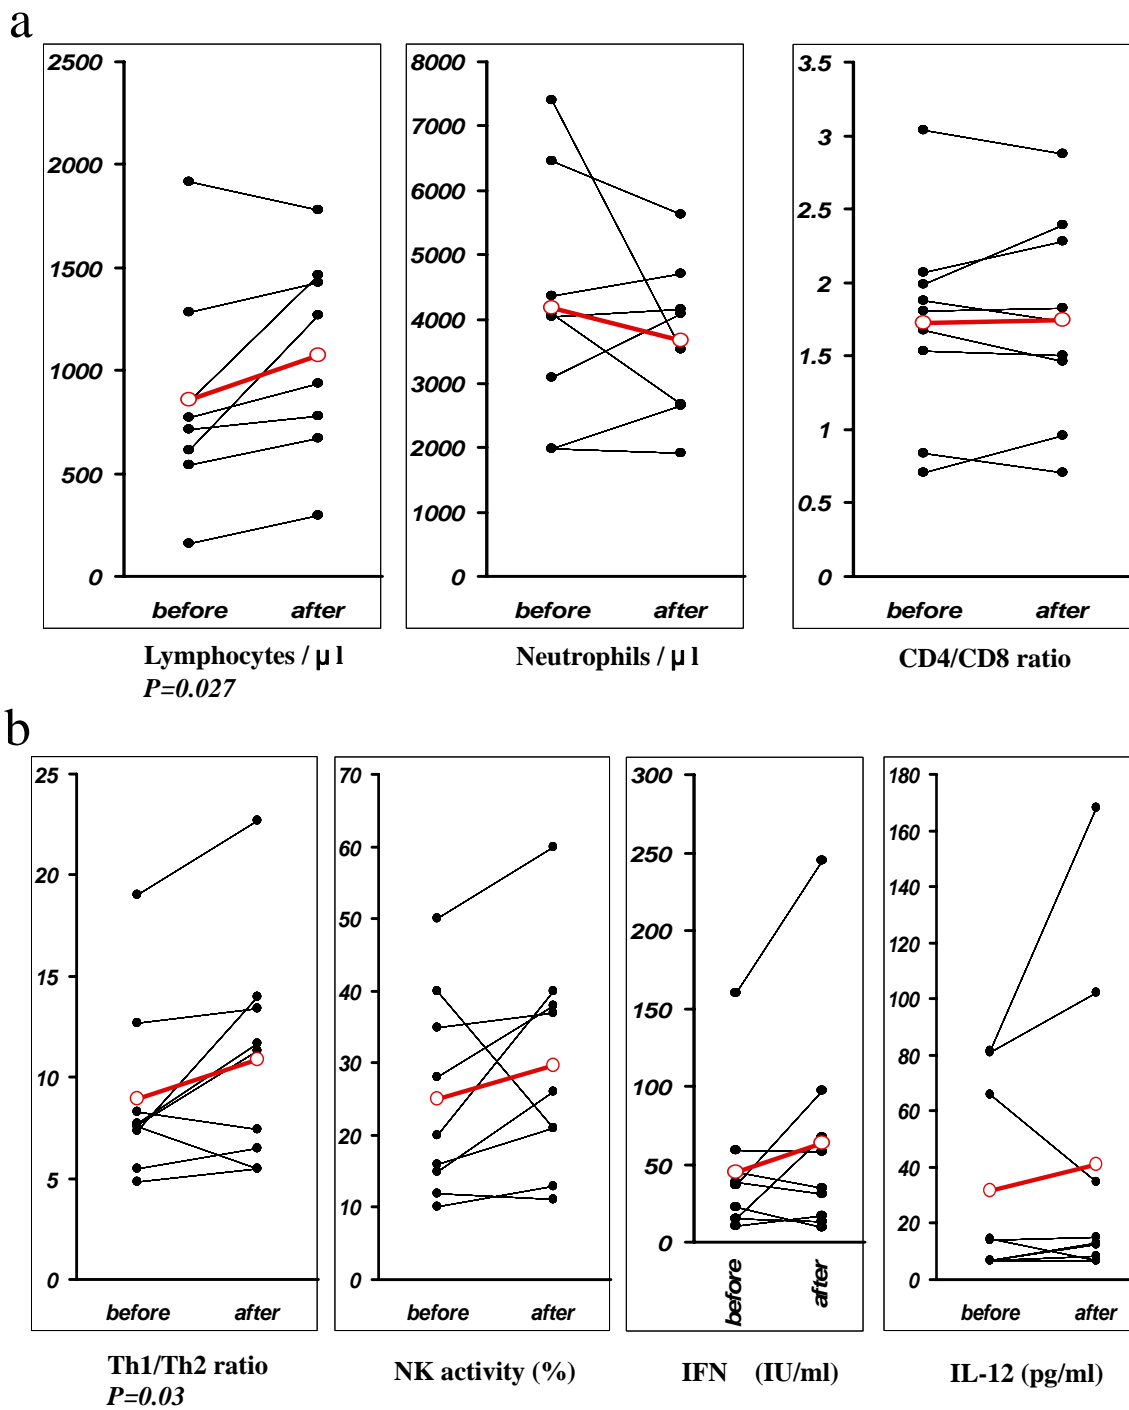 a
2500
2000
1500
1000
500
0
before after
Lymphocytes / μ l
P=0.027
8000
7000
6000
5000
4000
3000
2000
1000
0
before after
Neutrophils / μ l
3.5
3
2.5
2
1.5
1
0.5
0
before after
CD4/CD8 ratio
b
25
20
15
10
5
0
before after
Th1/Th2 ratio
P=0.03
70
60
50
40
30
20
10
0
before after
NK activity (%)
300
250
200
150
100
50
0
before
after
IFN (IU/ml)
180
160
140
120
100
80
60
40
20
0
before after
IL-12 (pg/ml)